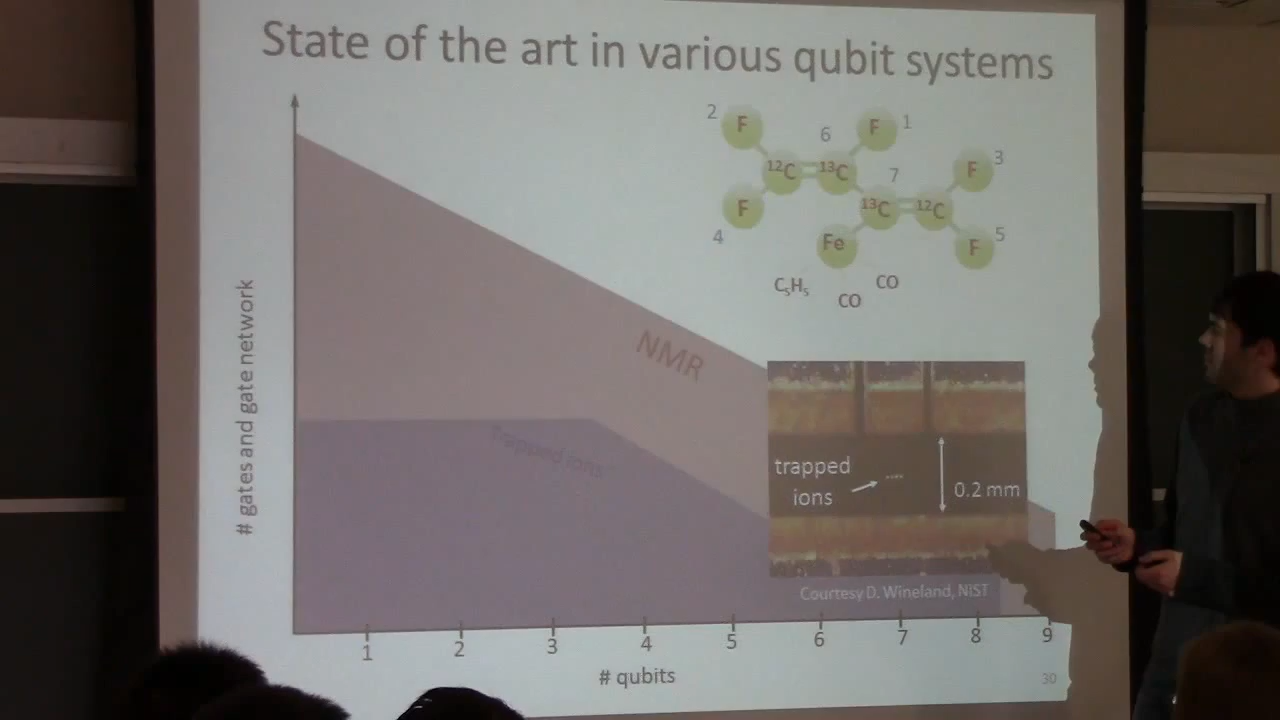 State of the art in various qubit systems
2 F F 1
6
12C 13C F 3
7
F 13C 12C
4 Fe F 5
C5H5 CO
CO
# gates and gate network
NMR
Trapped ions
trapped
ions
0.2 mm
Courtesy D. Wineland, NIST
1 2 3 4 5 6 7 8 9
# qubits
30